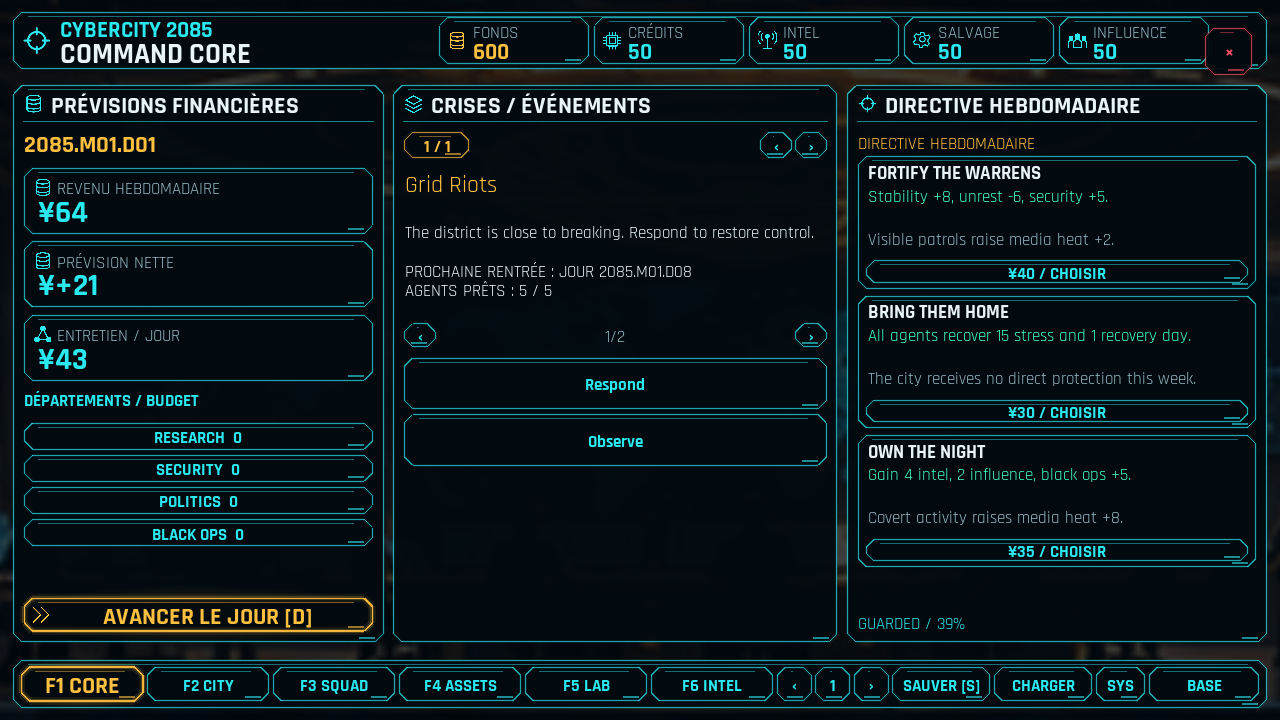 CYBERCITY 2085
COMMAND CORE
FONDS
600
CRÉDITS
50
INTEL
50
SALVAGE
50
INFLUENCE
50
×
PRÉVISIONS FINANCIÈRES
2085.M01.D01
REVENU HEBDOMADAIRE
¥64
PRÉVISION NETTE
¥+21
ENTRETIEN / JOUR
¥43
DÉPARTEMENTS / BUDGET
RESEARCH 0
SECURITY 0
POLITICS 0
BLACK OPS 0
AVANCER LE JOUR [D]
CRISES / ÉVÉNEMENTS
1 / 1
‹ ›
Grid Riots
The district is close to breaking. Respond to restore control.
PROCHAINE RENTRÉE : JOUR 2085.M01.D08
AGENTS PRÊTS : 5 / 5
‹ 1/2 ›
Respond
Observe
DIRECTIVE HEBDOMADAIRE
DIRECTIVE HEBDOMADAIRE
FORTIFY THE WARRENS
Stability +8, unrest -6, security +5.
Visible patrols raise media heat +2.
¥40 / CHOISIR
BRING THEM HOME
All agents recover 15 stress and 1 recovery day.
The city receives no direct protection this week.
¥30 / CHOISIR
OWN THE NIGHT
Gain 4 intel, 2 influence, black ops +5.
Covert activity raises media heat +8.
¥35 / CHOISIR
GUARDED / 39%
F1 CORE
F2 CITY
F3 SQUAD
F4 ASSETS
F5 LAB
F6 INTEL
‹ 1 ›
SAUVER [S]
CHARGER
SYS
BASE